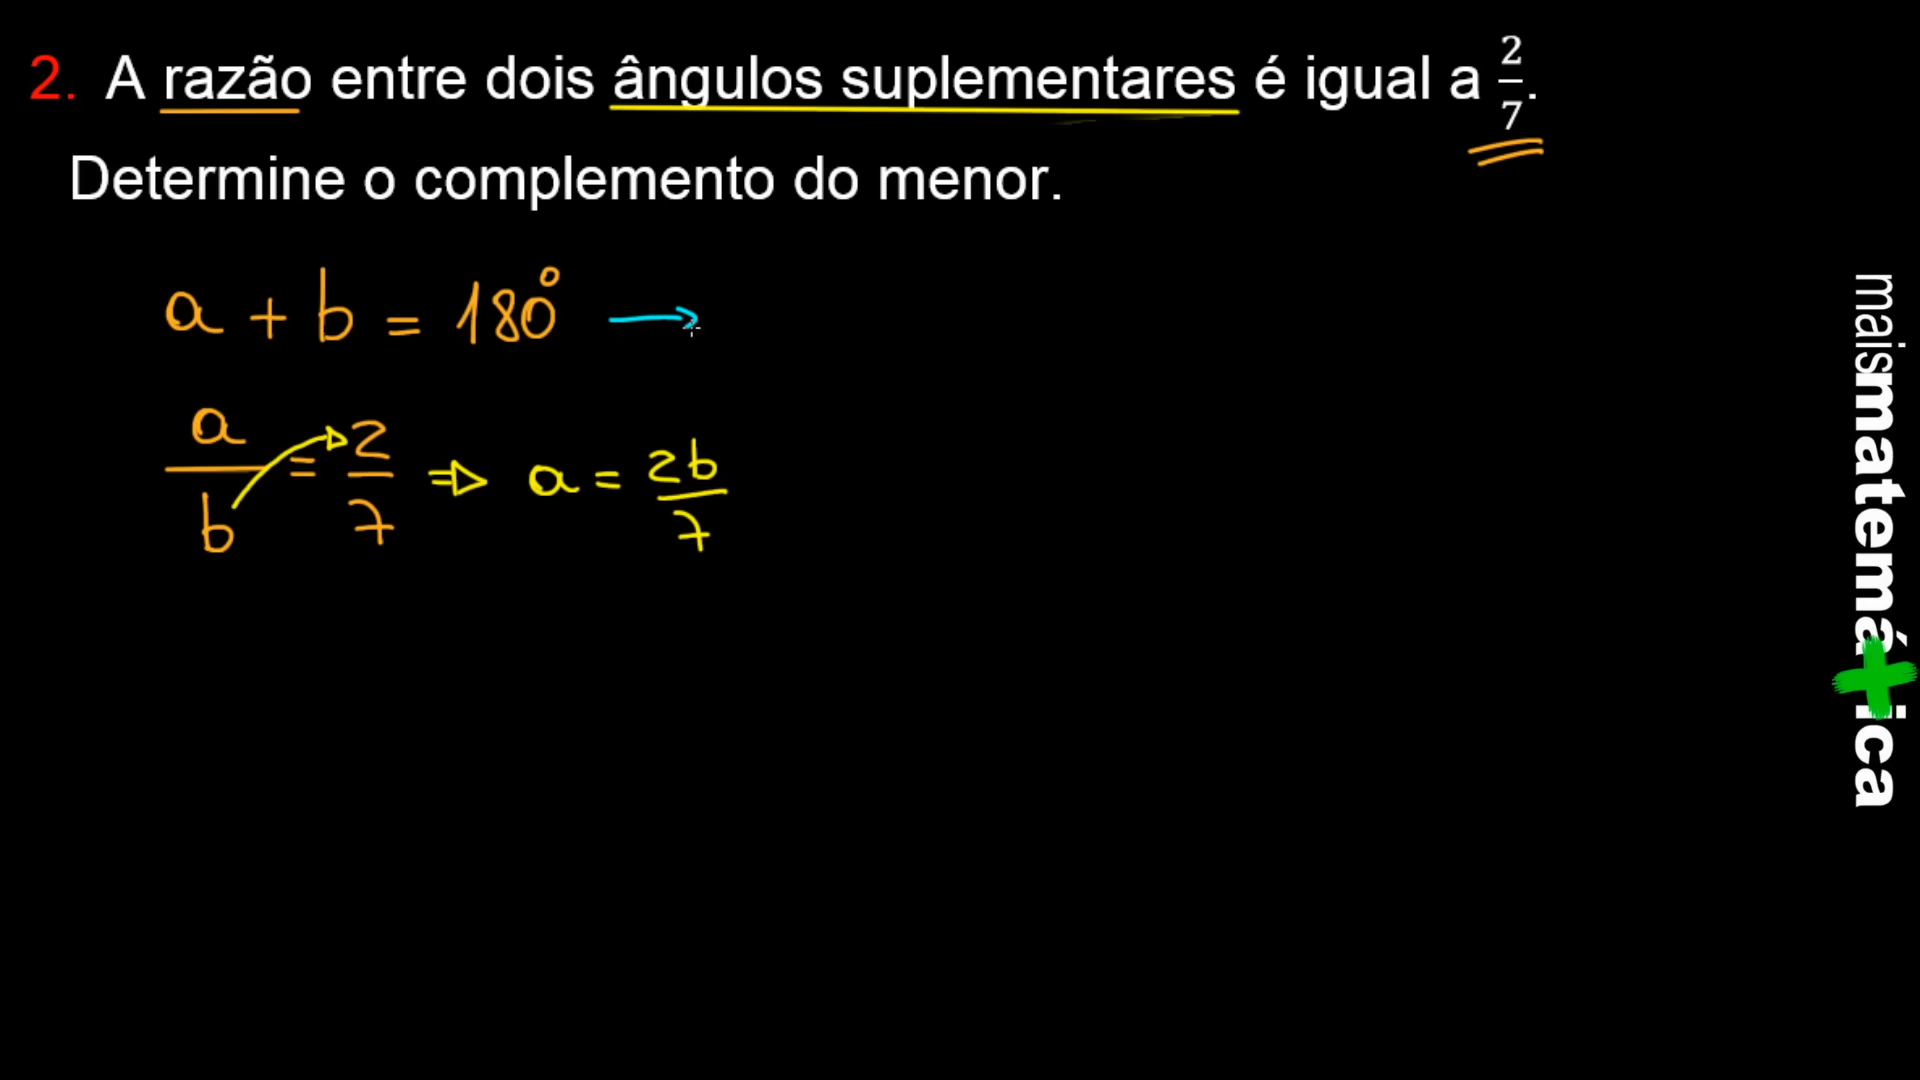 2. A razão entre dois ângulos suplementares é igual a 2/7.
Determine o complemento do menor.
a + b = 180° →
a/b = 2/7 ⇒ a = 2b/7
maismatemática